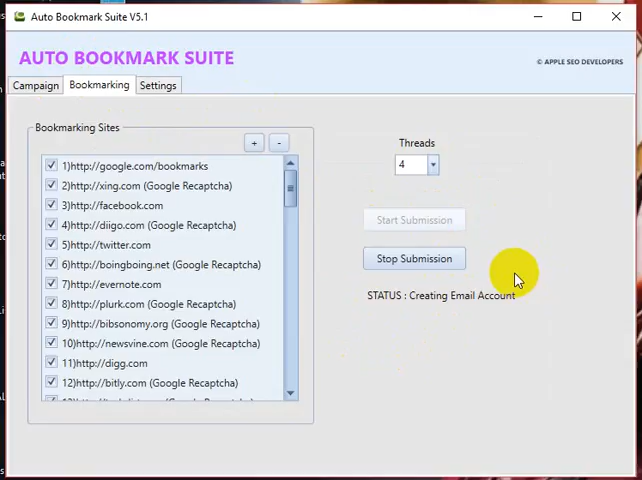 Auto Bookmark Suite V5.1
AUTO BOOKMARK SUITE
© APPLE SEO DEVELOPERS
Campaign
Bookmarking
Settings
Bookmarking Sites
+
-
1)http://google.com/bookmarks
2)http://xing.com (Google Recaptcha)
3)http://facebook.com
4)http://diigo.com (Google Recaptcha)
5)http://twitter.com
6)http://boingboing.net (Google Recaptcha)
7)http://evernote.com
8)http://plurk.com (Google Recaptcha)
9)http://bibsonomy.org (Google Recaptcha)
10)http://newsvine.com (Google Recaptcha)
11)http://digg.com
12)http://bitly.com (Google Recaptcha)
Threads
4
Start Submission
Stop Submission
STATUS : Creating Email Account